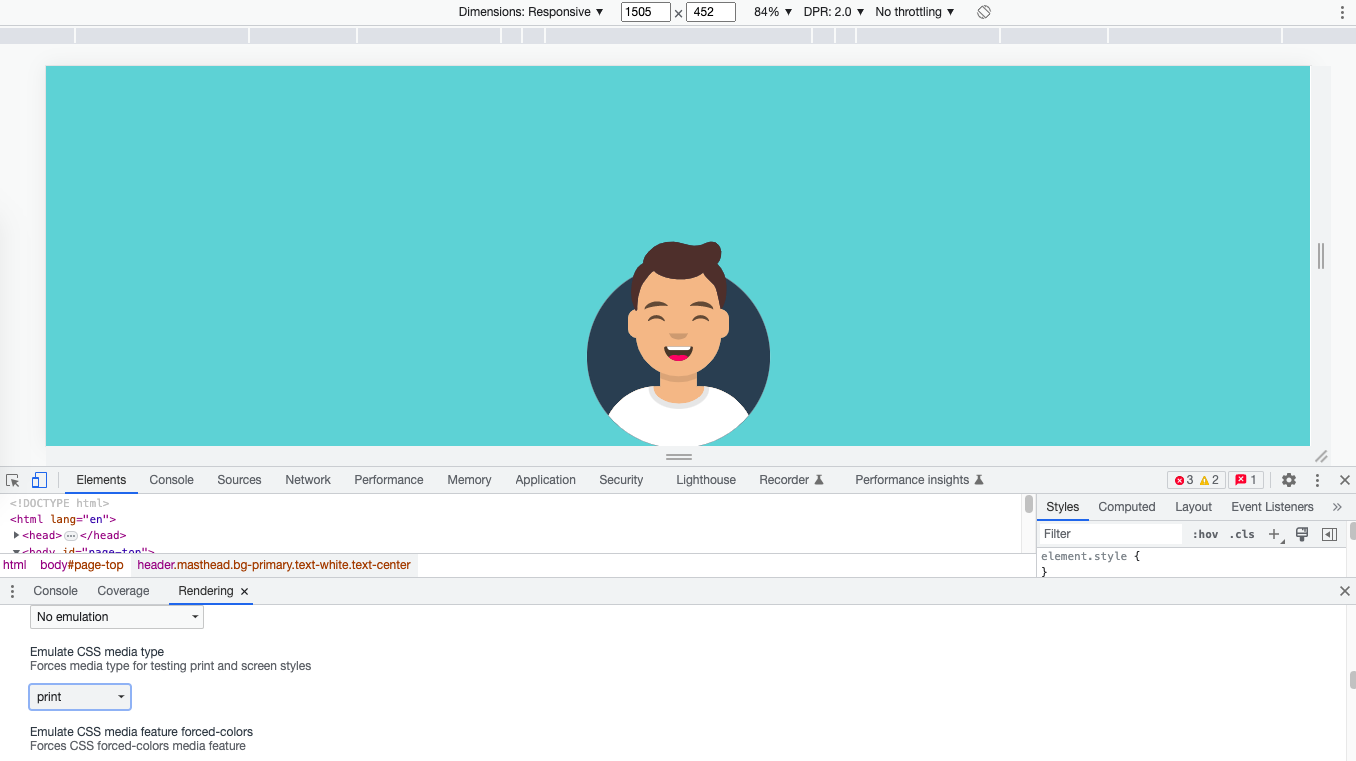 Dimensions: Responsive ▼ 1505 × 452 84% ▼ DPR: 2.0 ▼ No throttling ▼
Elements Console Sources Network Performance Memory Application Security Lighthouse Recorder Performance insights 3 2 1
<!DOCTYPE html>
<html lang="en">
▶<head>…</head>
▼<body id="page-top">
html body#page-top header.masthead.bg-primary.text-white.text-center
Styles Computed Layout Event Listeners »
Filter :hov .cls +
element.style {
}
Console Coverage Rendering ×
No emulation
Emulate CSS media type
Forces media type for testing print and screen styles
print
Emulate CSS media feature forced-colors
Forces CSS forced-colors media feature